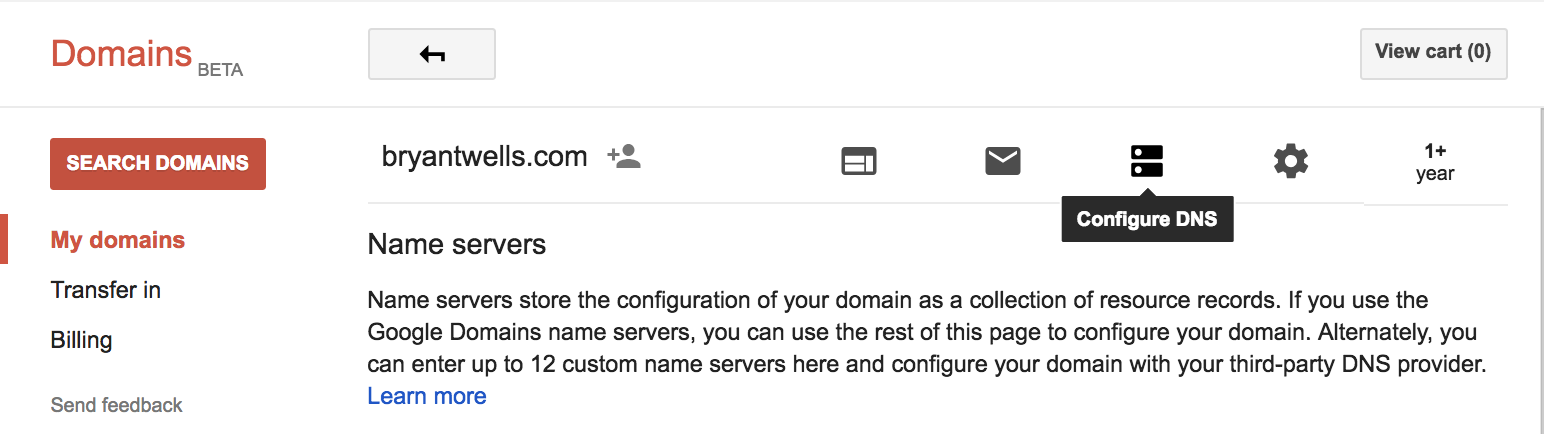 Domains BETA
View cart (0)
SEARCH DOMAINS
My domains
Transfer in
Billing
Send feedback
bryantwells.com
1+
year
Configure DNS
Name servers
Name servers store the configuration of your domain as a collection of resource records. If you use the
Google Domains name servers, you can use the rest of this page to configure your domain. Alternately, you
can enter up to 12 custom name servers here and configure your domain with your third-party DNS provider.
Learn more